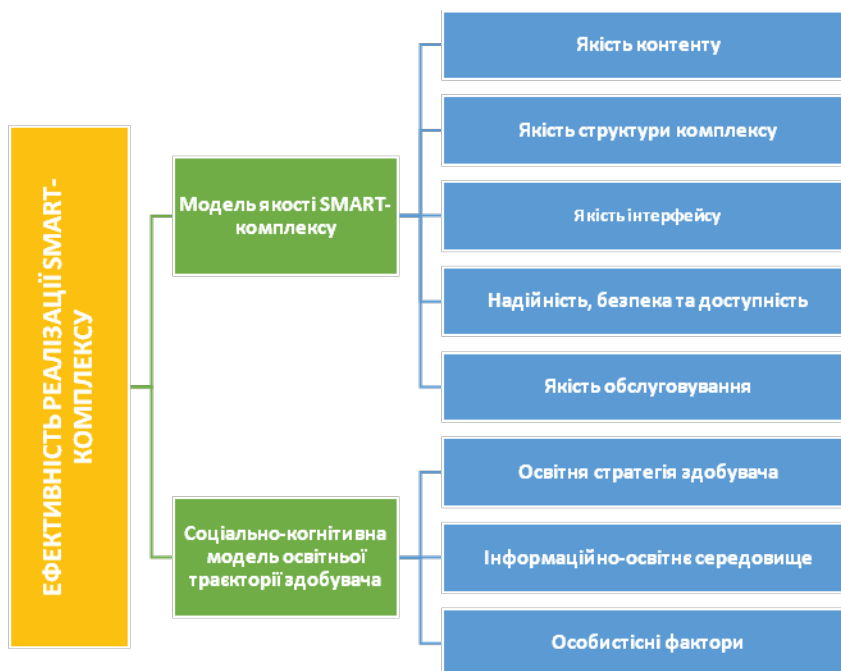 ЕФЕКТИВНІСТЬ РЕАЛІЗАЦІЇ SMART-
КОМПЛЕКСУ
Модель якості SMART-
комплексу
Якість контенту
Якість структури комплексу
Якість інтерфейсу
Надійність, безпека та доступність
Якість обслуговування
Соціально-когнітивна
модель освітньої
траєкторії здобувача
Освітня стратегія здобувача
Інформаційно-освітнє середовище
Особистісні фактори